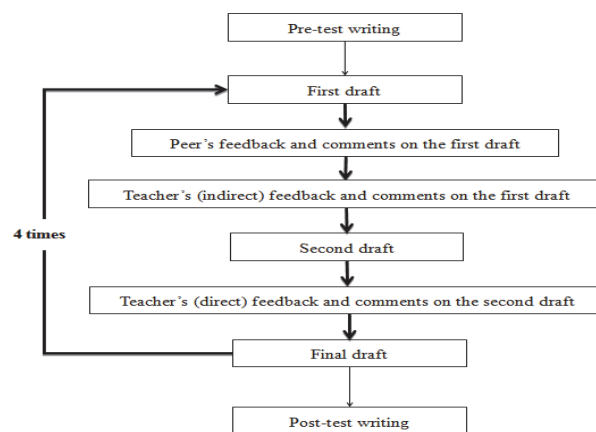 Pre-test writing
First draft
Peer's feedback and comments on the first draft
Teacher's (indirect) feedback and comments on the first draft
4 times
Second draft
Teacher's (direct) feedback and comments on the second draft
Final draft
Post-test writing